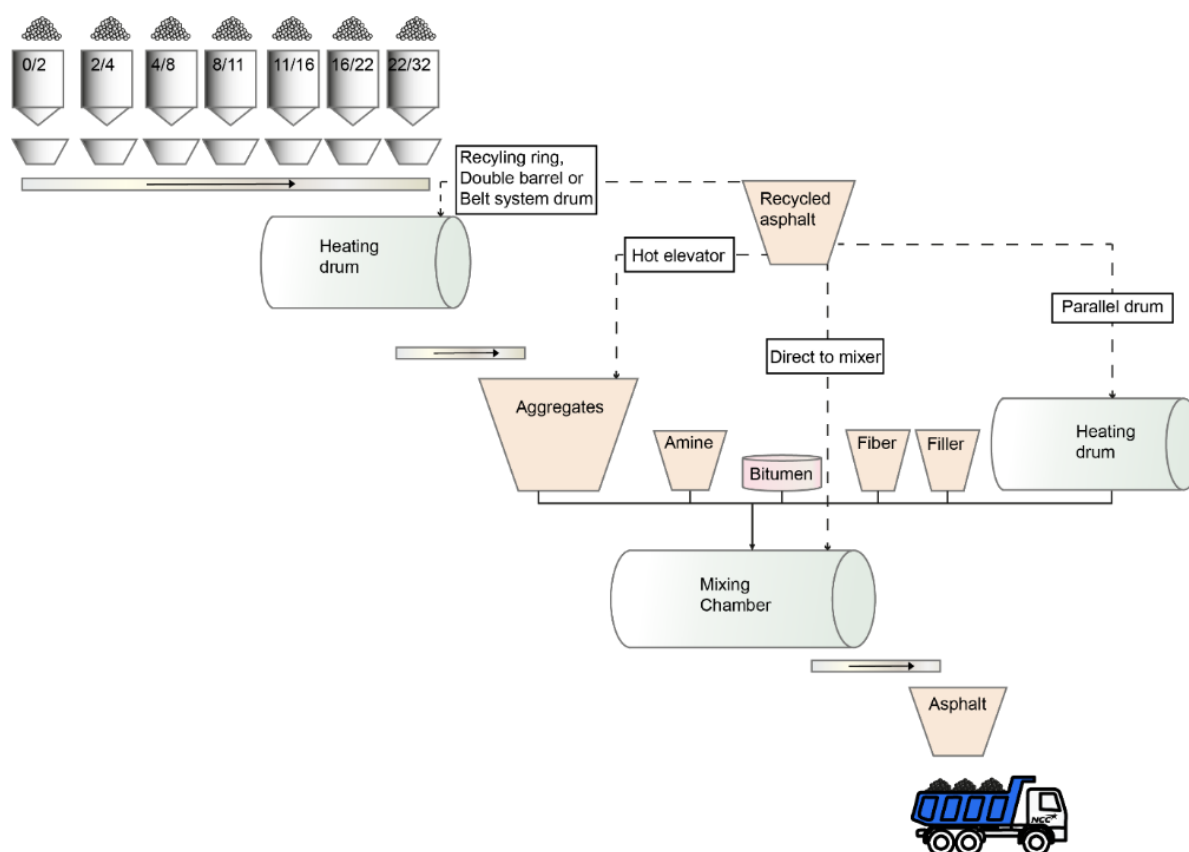 0/2
2/4
4/8
8/11
11/16
16/22
22/32
Recyling ring,
Double barrel or
Belt system drum
Recycled
asphalt
Heating
drum
Hot elevator
Parallel drum
Direct to mixer
Aggregates
Amine
Bitumen
Fiber
Filler
Heating
drum
Mixing
Chamber
Asphalt
NCC